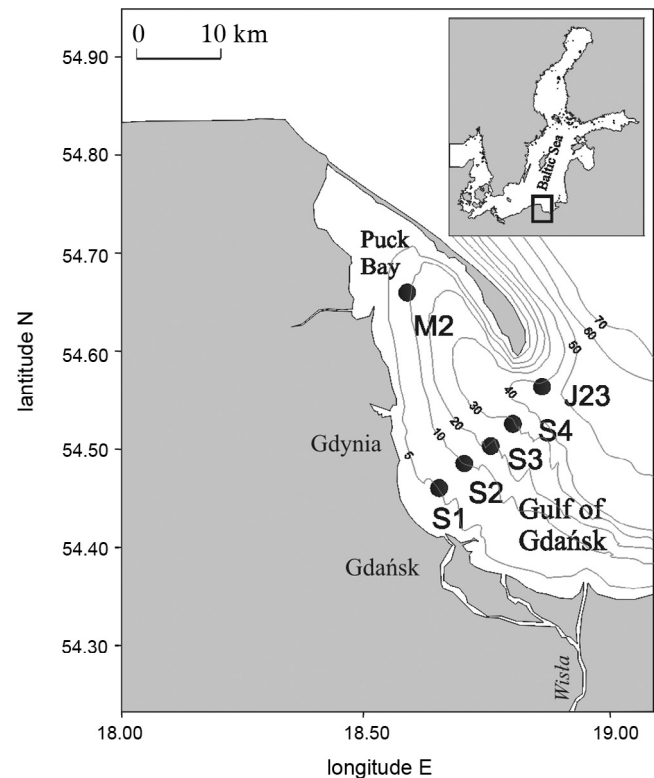 0 10 km
Baltic Sea
54.90
54.80
54.70
54.60
54.50
54.40
54.30
lantitude N
Puck
Bay
M2
70
60
50
40
30
20
10
5
J23
S4
S3
S2
S1
Gdynia
Gulf of
Gdańsk
Gdańsk
Wisła
18.00 18.50 19.00
longitude E